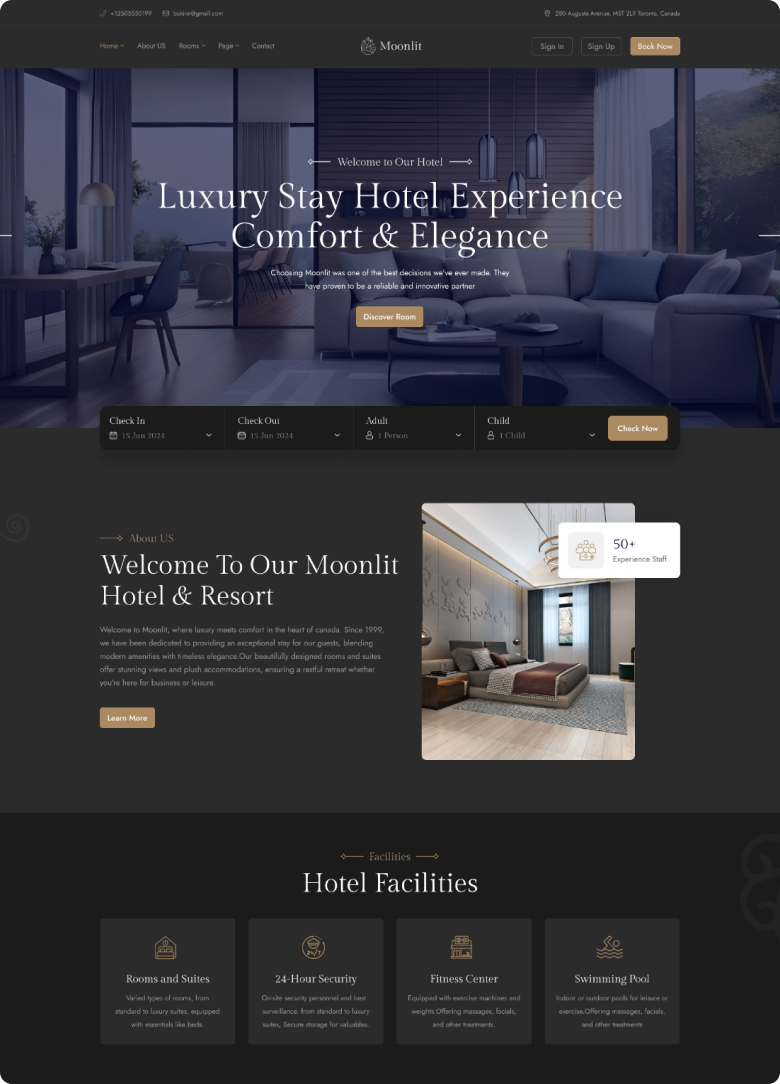 +12505550199 bokinn@gmail.com 280 Augusta Avenue, M5T 2L9 Toronto, Canada
Home About US Rooms Page Contact Moonlit Sign In Sign Up Book Now
Welcome to Our Hotel
Luxury Stay Hotel Experience
Comfort & Elegance
Choosing Moonlit was one of the best decisions we've ever made. They
have proven to be a reliable and innovative partner
Discover Room
Check In Check Out Adult Child
15 Jun 2024 15 Jun 2024 1 Person 1 Child
Check Now
About US
Welcome To Our Moonlit
Hotel & Resort
Welcome to Moonlit, where luxury meets comfort in the heart of canada. Since 1999,
we have been dedicated to providing an exceptional stay for our guests, blending
modern amenities with timeless elegance.Our beautifully designed rooms and suites
offer stunning views and plush accommodations, ensuring a restful retreat whether
you're here for business or leisure.
Learn More
50+
Experience Staff
Facilities
Hotel Facilities
Rooms and Suites
Varied types of rooms, from
standard to luxury suites, equipped
with essentials like beds.
24/7
24-Hour Security
On-site security personnel and best
surveillance. from standard to luxury
suites, Secure storage for valuables.
Fitness Center
Equipped with exercise machines and
weights.Offering massages, facials,
and other treatments.
Swimming Pool
Indoor or outdoor pools for leisure or
exercise.Offering massages, facials,
and other treatments